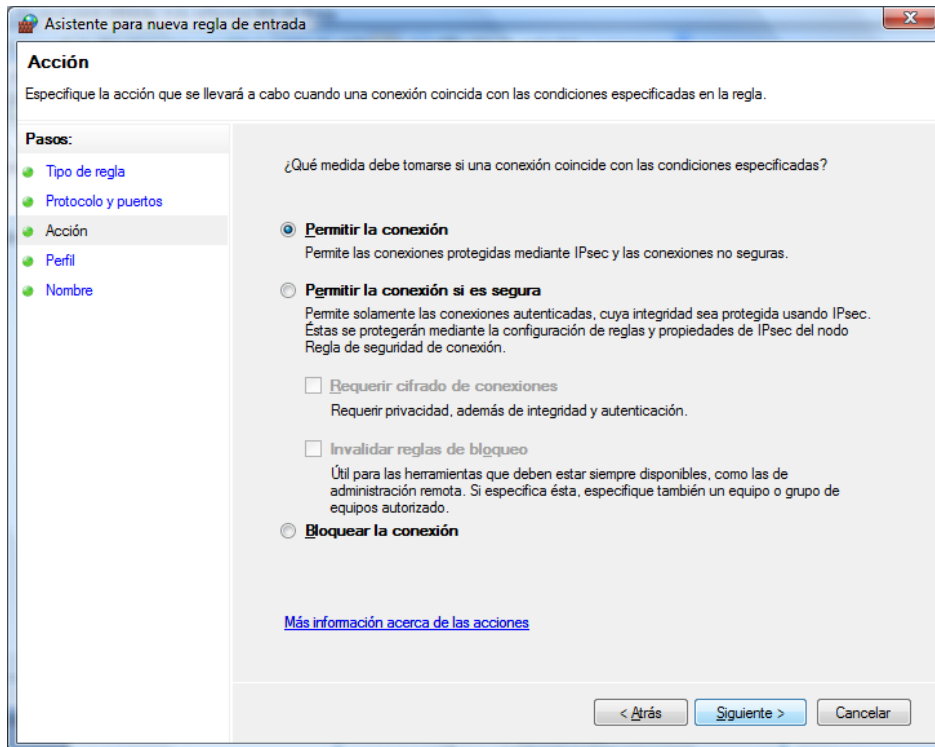 Asistente para nueva regla de entrada
Acción
Especifique la acción que se llevará a cabo cuando una conexión coincida con las condiciones especificadas en la regla.
Pasos:
Tipo de regla
Protocolo y puertos
Acción
Perfil
Nombre
¿Qué medida debe tomarse si una conexión coincide con las condiciones especificadas?
Permitir la conexión
Permite las conexiones protegidas mediante IPsec y las conexiones no seguras.
Permitir la conexión si es segura
Permite solamente las conexiones autenticadas, cuya integridad sea protegida usando IPsec.
Éstas se protegerán mediante la configuración de reglas y propiedades de IPsec del nodo
Regla de seguridad de conexión.
Requerir cifrado de conexiones
Requerir privacidad, además de integridad y autenticación.
Invalidar reglas de bloqueo
Útil para las herramientas que deben estar siempre disponibles, como las de
administración remota. Si especifica ésta, especifique también un equipo o grupo de
equipos autorizado.
Bloquear la conexión
Más información acerca de las acciones
< Atrás
Siguiente >
Cancelar